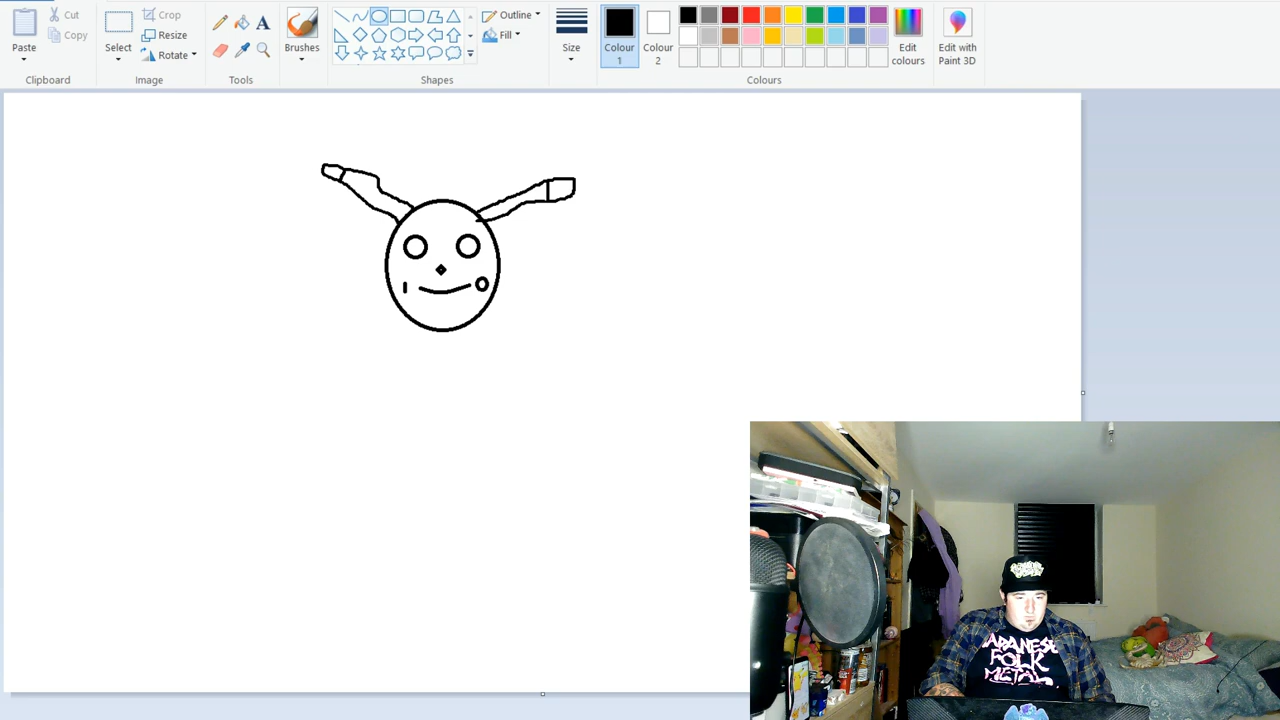 Paste
Cut
Copy
Clipboard
Select
Crop
Resize
Rotate
Image
A
Tools
Brushes
Shapes
Outline
Fill
Size
Colour
1
Colour
2
Edit
colours
Colours
Edit with
Paint 3D
JAPANESE
FOLK
METAL